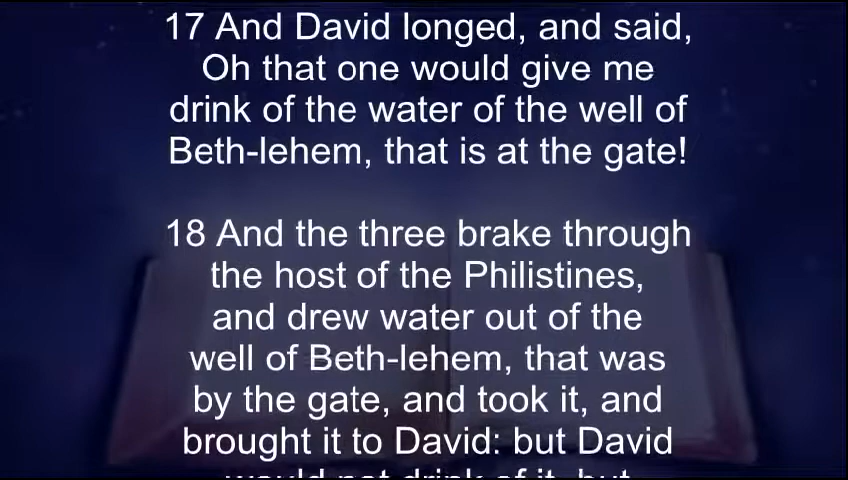 17 And David longed, and said,
Oh that one would give me
drink of the water of the well of
Beth-lehem, that is at the gate!
18 And the three brake through
the host of the Philistines,
and drew water out of the
well of Beth-lehem, that was
by the gate, and took it, and
brought it to David: but David
would not drink of it, but